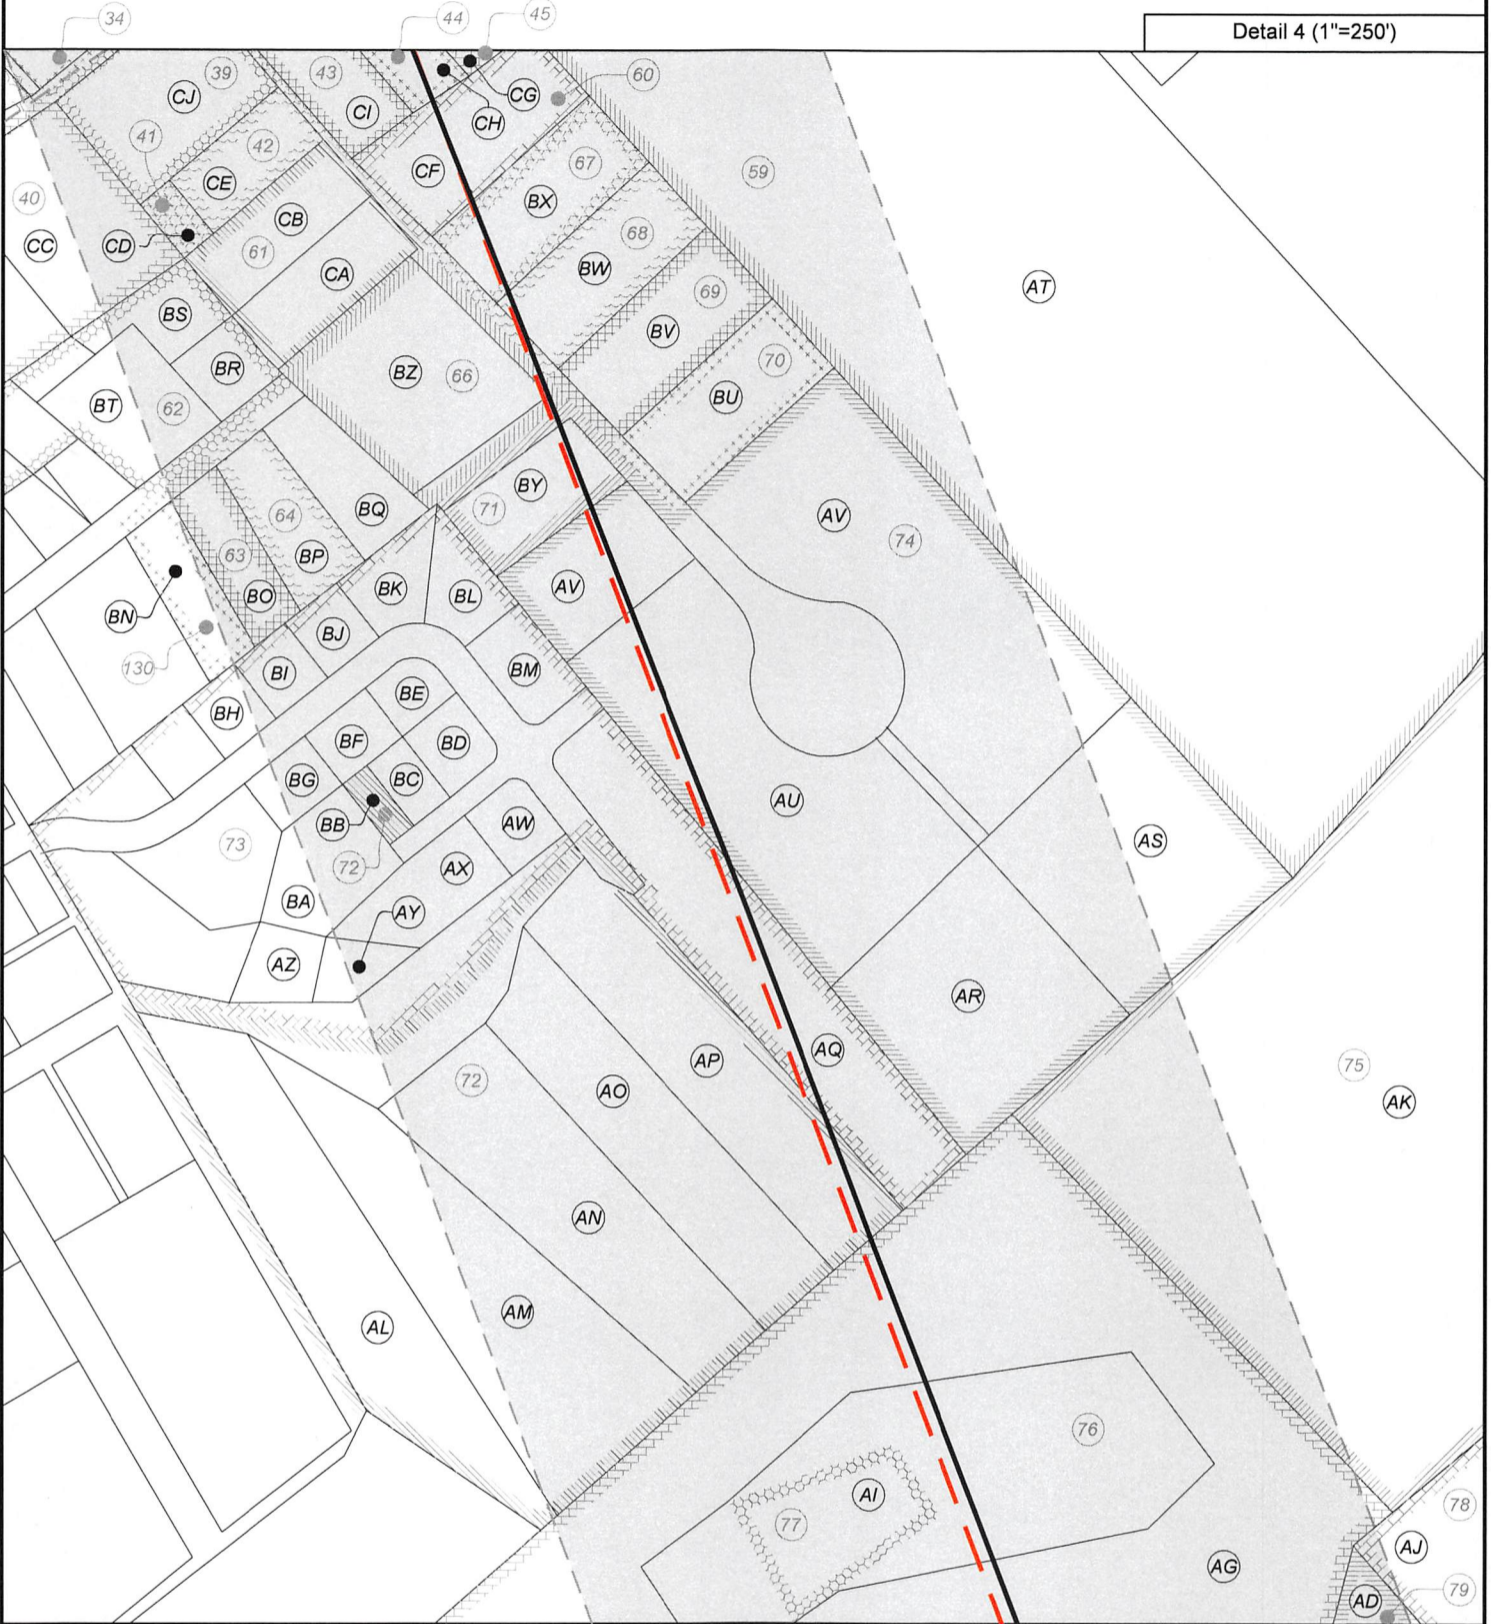 34
44
45
Detail 4 (1"=250')
39
43
60
CJ
CG
CI
CH
41
42
67
CF
59
CE
40
BX
CB
68
CC
CD
61
BW
CA
AT
69
BS
BV
70
BR
BZ
66
BU
BT
62
BY
BQ
71
64
AV
74
63
BP
BK
AV
BO
BL
BN
BJ
130
BI
BM
BE
BH
BF
BD
BG
BC
AU
BB
AW
73
AS
72
AX
BA
AY
AZ
AR
AQ
AP
75
72
AO
AK
AN
AM
AL
76
AI
78
77
AJ
AG
79
AD